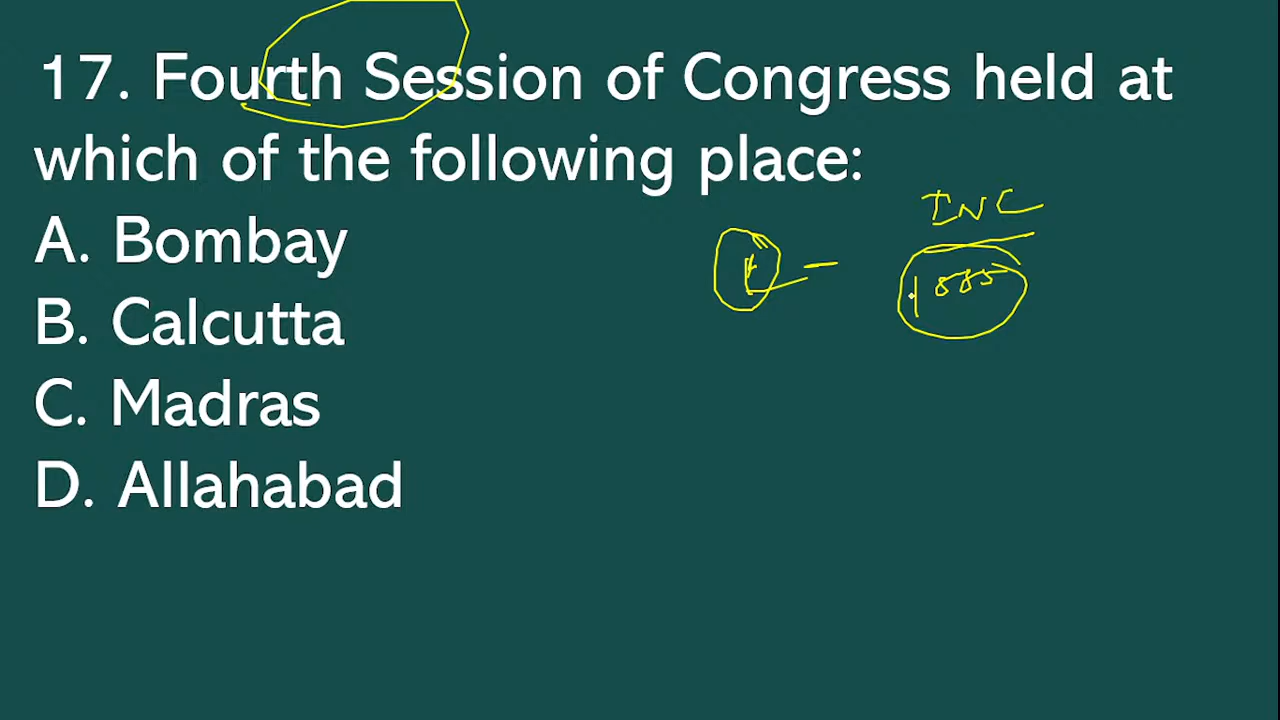 17. Fourth Session of Congress held at
which of the following place:
INC
A. Bombay
1885
B. Calcutta
C. Madras
D. Allahabad